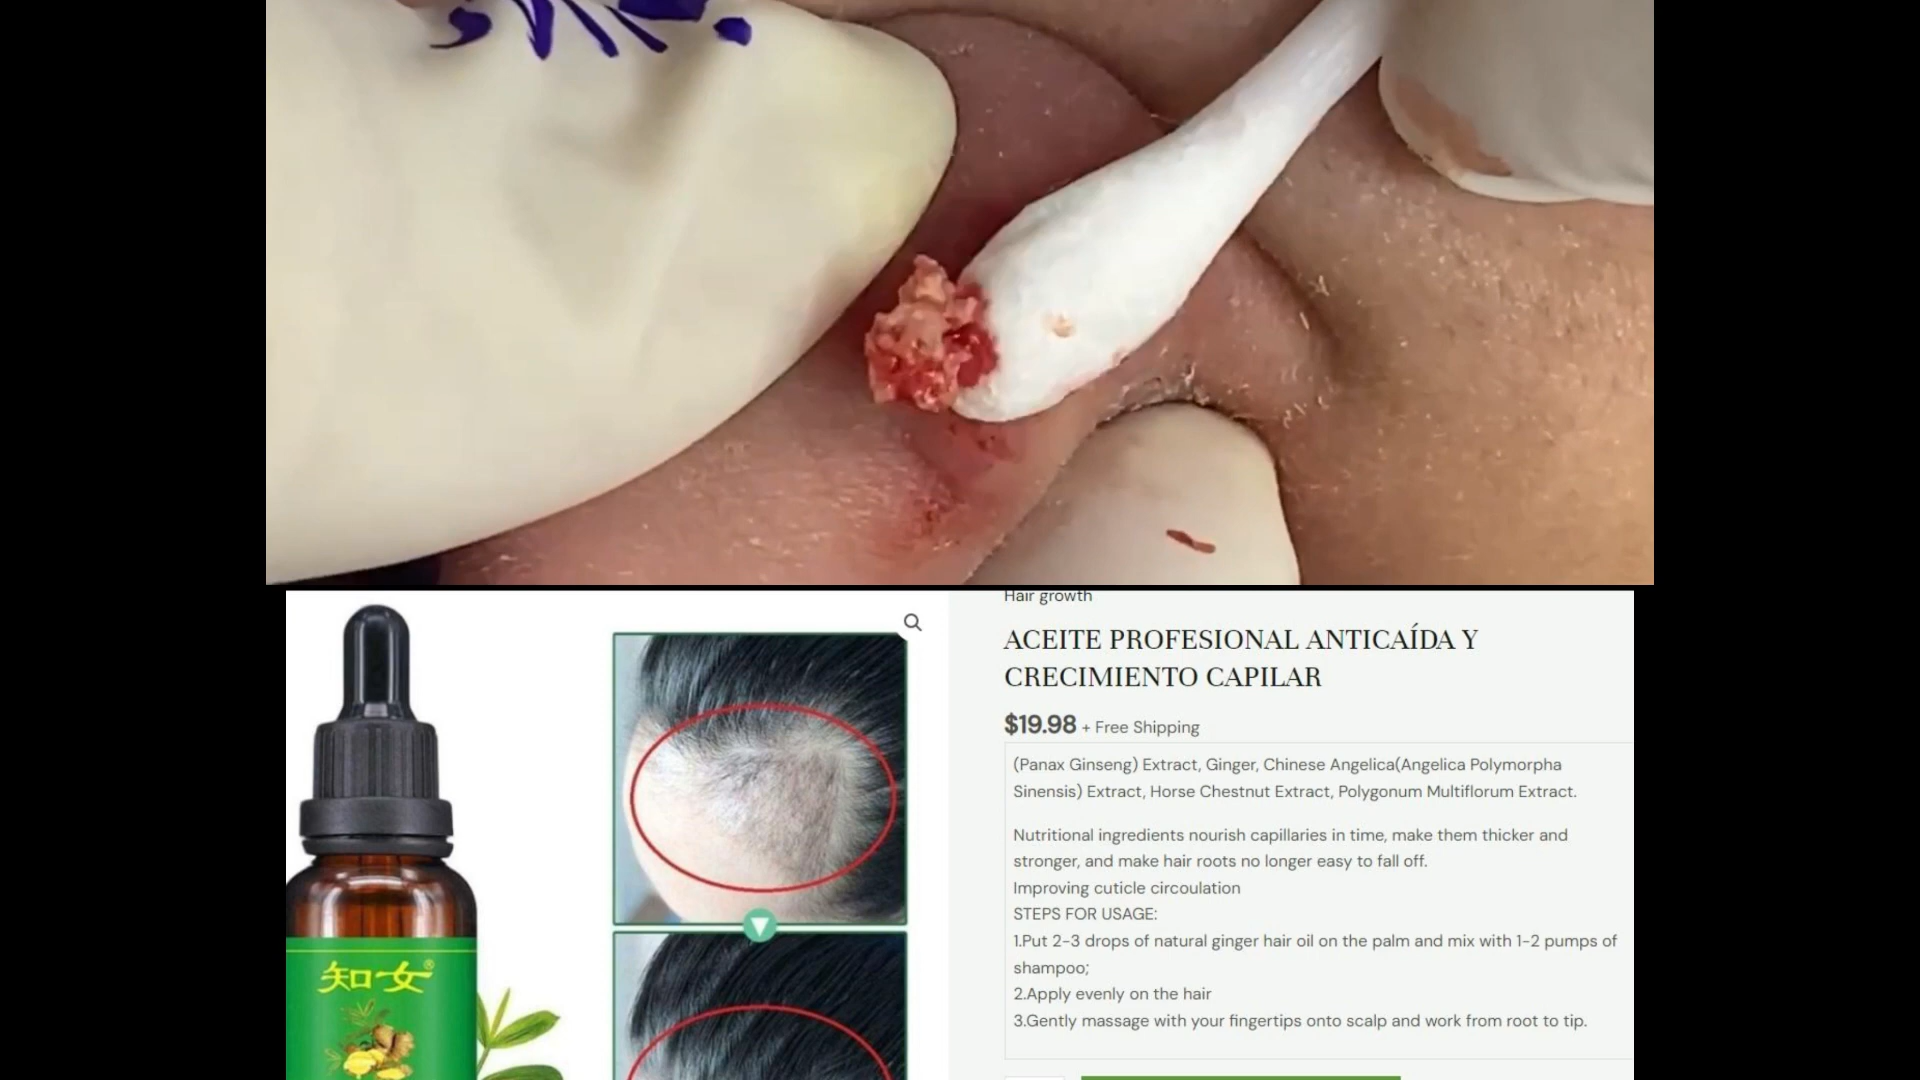 Hair growth
ACEITE PROFESIONAL ANTICAÍDA Y
CRECIMIENTO CAPILAR
$19.98 + Free Shipping
(Panax Ginseng) Extract, Ginger, Chinese Angelica(Angelica Polymorpha
Sinensis) Extract, Horse Chestnut Extract, Polygonum Multiflorum Extract.
Nutritional ingredients nourish capillaries in time, make them thicker and
stronger, and make hair roots no longer easy to fall off.
Improving cuticle circoulation
STEPS FOR USAGE:
1.Put 2-3 drops of natural ginger hair oil on the palm and mix with 1-2 pumps of
shampoo;
2.Apply evenly on the hair
3.Gently massage with your fingertips onto scalp and work from root to tip.
知女®